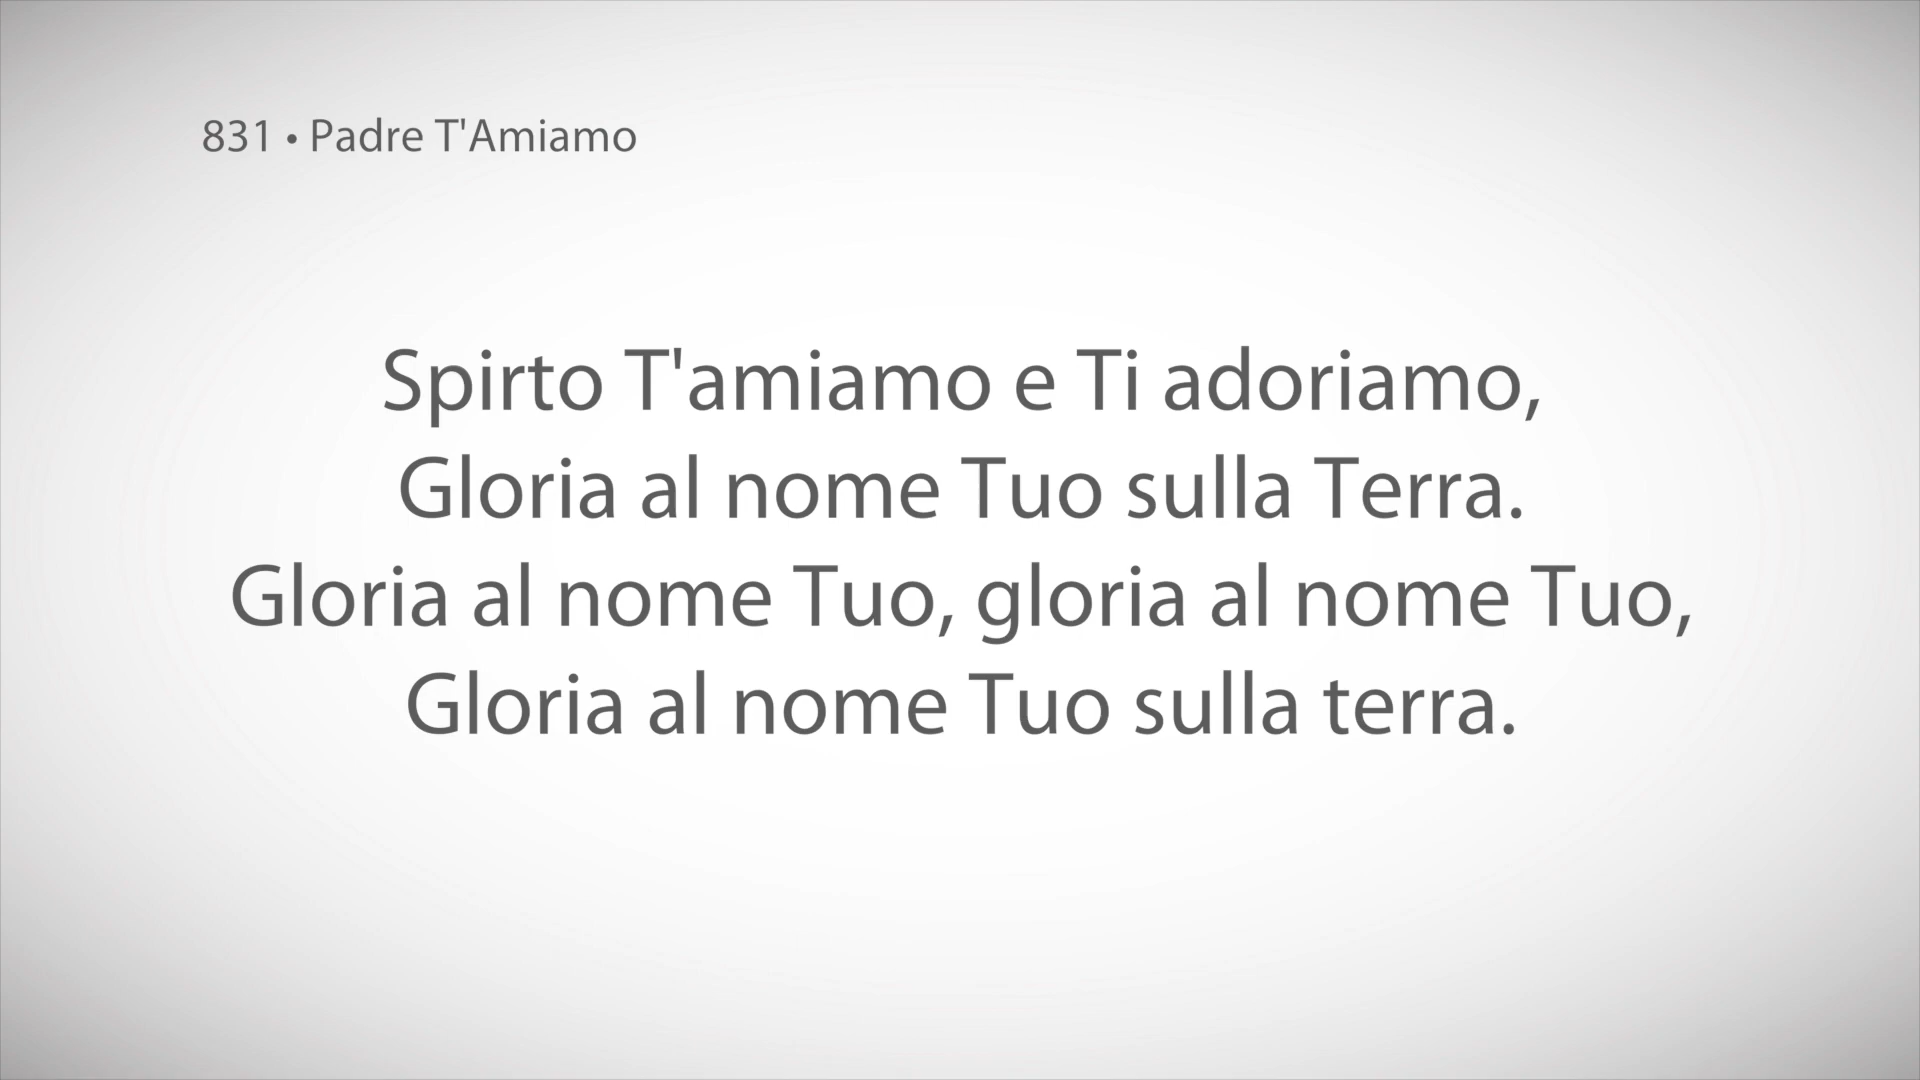 831 • Padre T'Amiamo
Spirto T'amiamo e Ti adoriamo,
Gloria al nome Tuo sulla Terra.
Gloria al nome Tuo, gloria al nome Tuo,
Gloria al nome Tuo sulla terra.